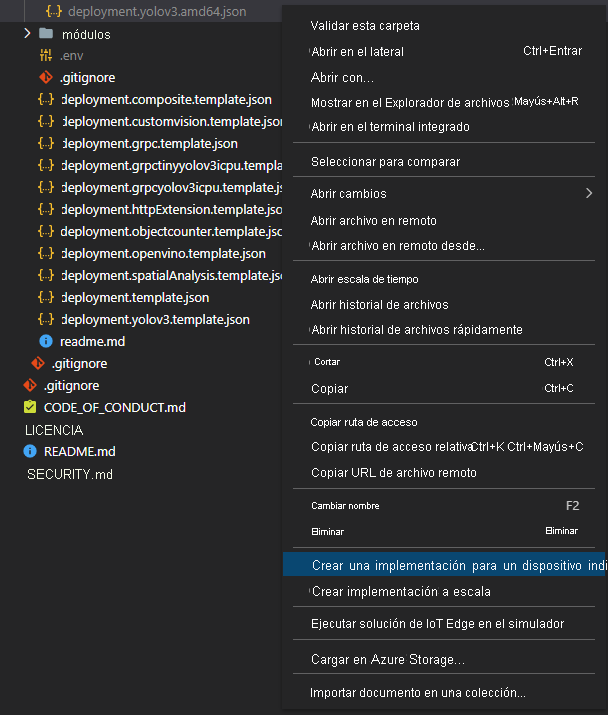 deployment.yolov3.amd64.json
módulos
.env
.gitignore
deployment.composite.template.json
deployment.customvision.template.json
deployment.grpc.template.json
deployment.grpctinyyolov3icpu.templa
deployment.grpcyolov3icpu.template.js
deployment.httpExtension.template.jso
deployment.objectcounter.template.jso
deployment.openvino.template.json
deployment.spatialAnalysis.template.jso
deployment.template.json
deployment.yolov3.template.json
readme.md
.gitignore
.gitignore
CODE_OF_CONDUCT.md
LICENCIA
README.md
SECURITY.md
Validar esta carpeta
Abrir en el lateral Ctrl+Entrar
Abrir con...
Mostrar en el Explorador de archivos Mayús+Alt+R
Abrir en el terminal integrado
Seleccionar para comparar
Abrir cambios
Abrir archivo en remoto
Abrir archivo en remoto desde...
Abrir escala de tiempo
Abrir historial de archivos
Abrir historial de archivos rápidamente
Cortar Ctrl+X
Copiar Ctrl+C
Copiar ruta de acceso
Copiar ruta de acceso relativa Ctrl+K Ctrl+Mayús+C
Copiar URL de archivo remoto
Cambiar nombre F2
Eliminar Eliminar
Crear una implementación para un dispositivo indi
Crear implementación a escala
Ejecutar solución de IoT Edge en el simulador
Cargar en Azure Storage...
Importar documento en una colección...